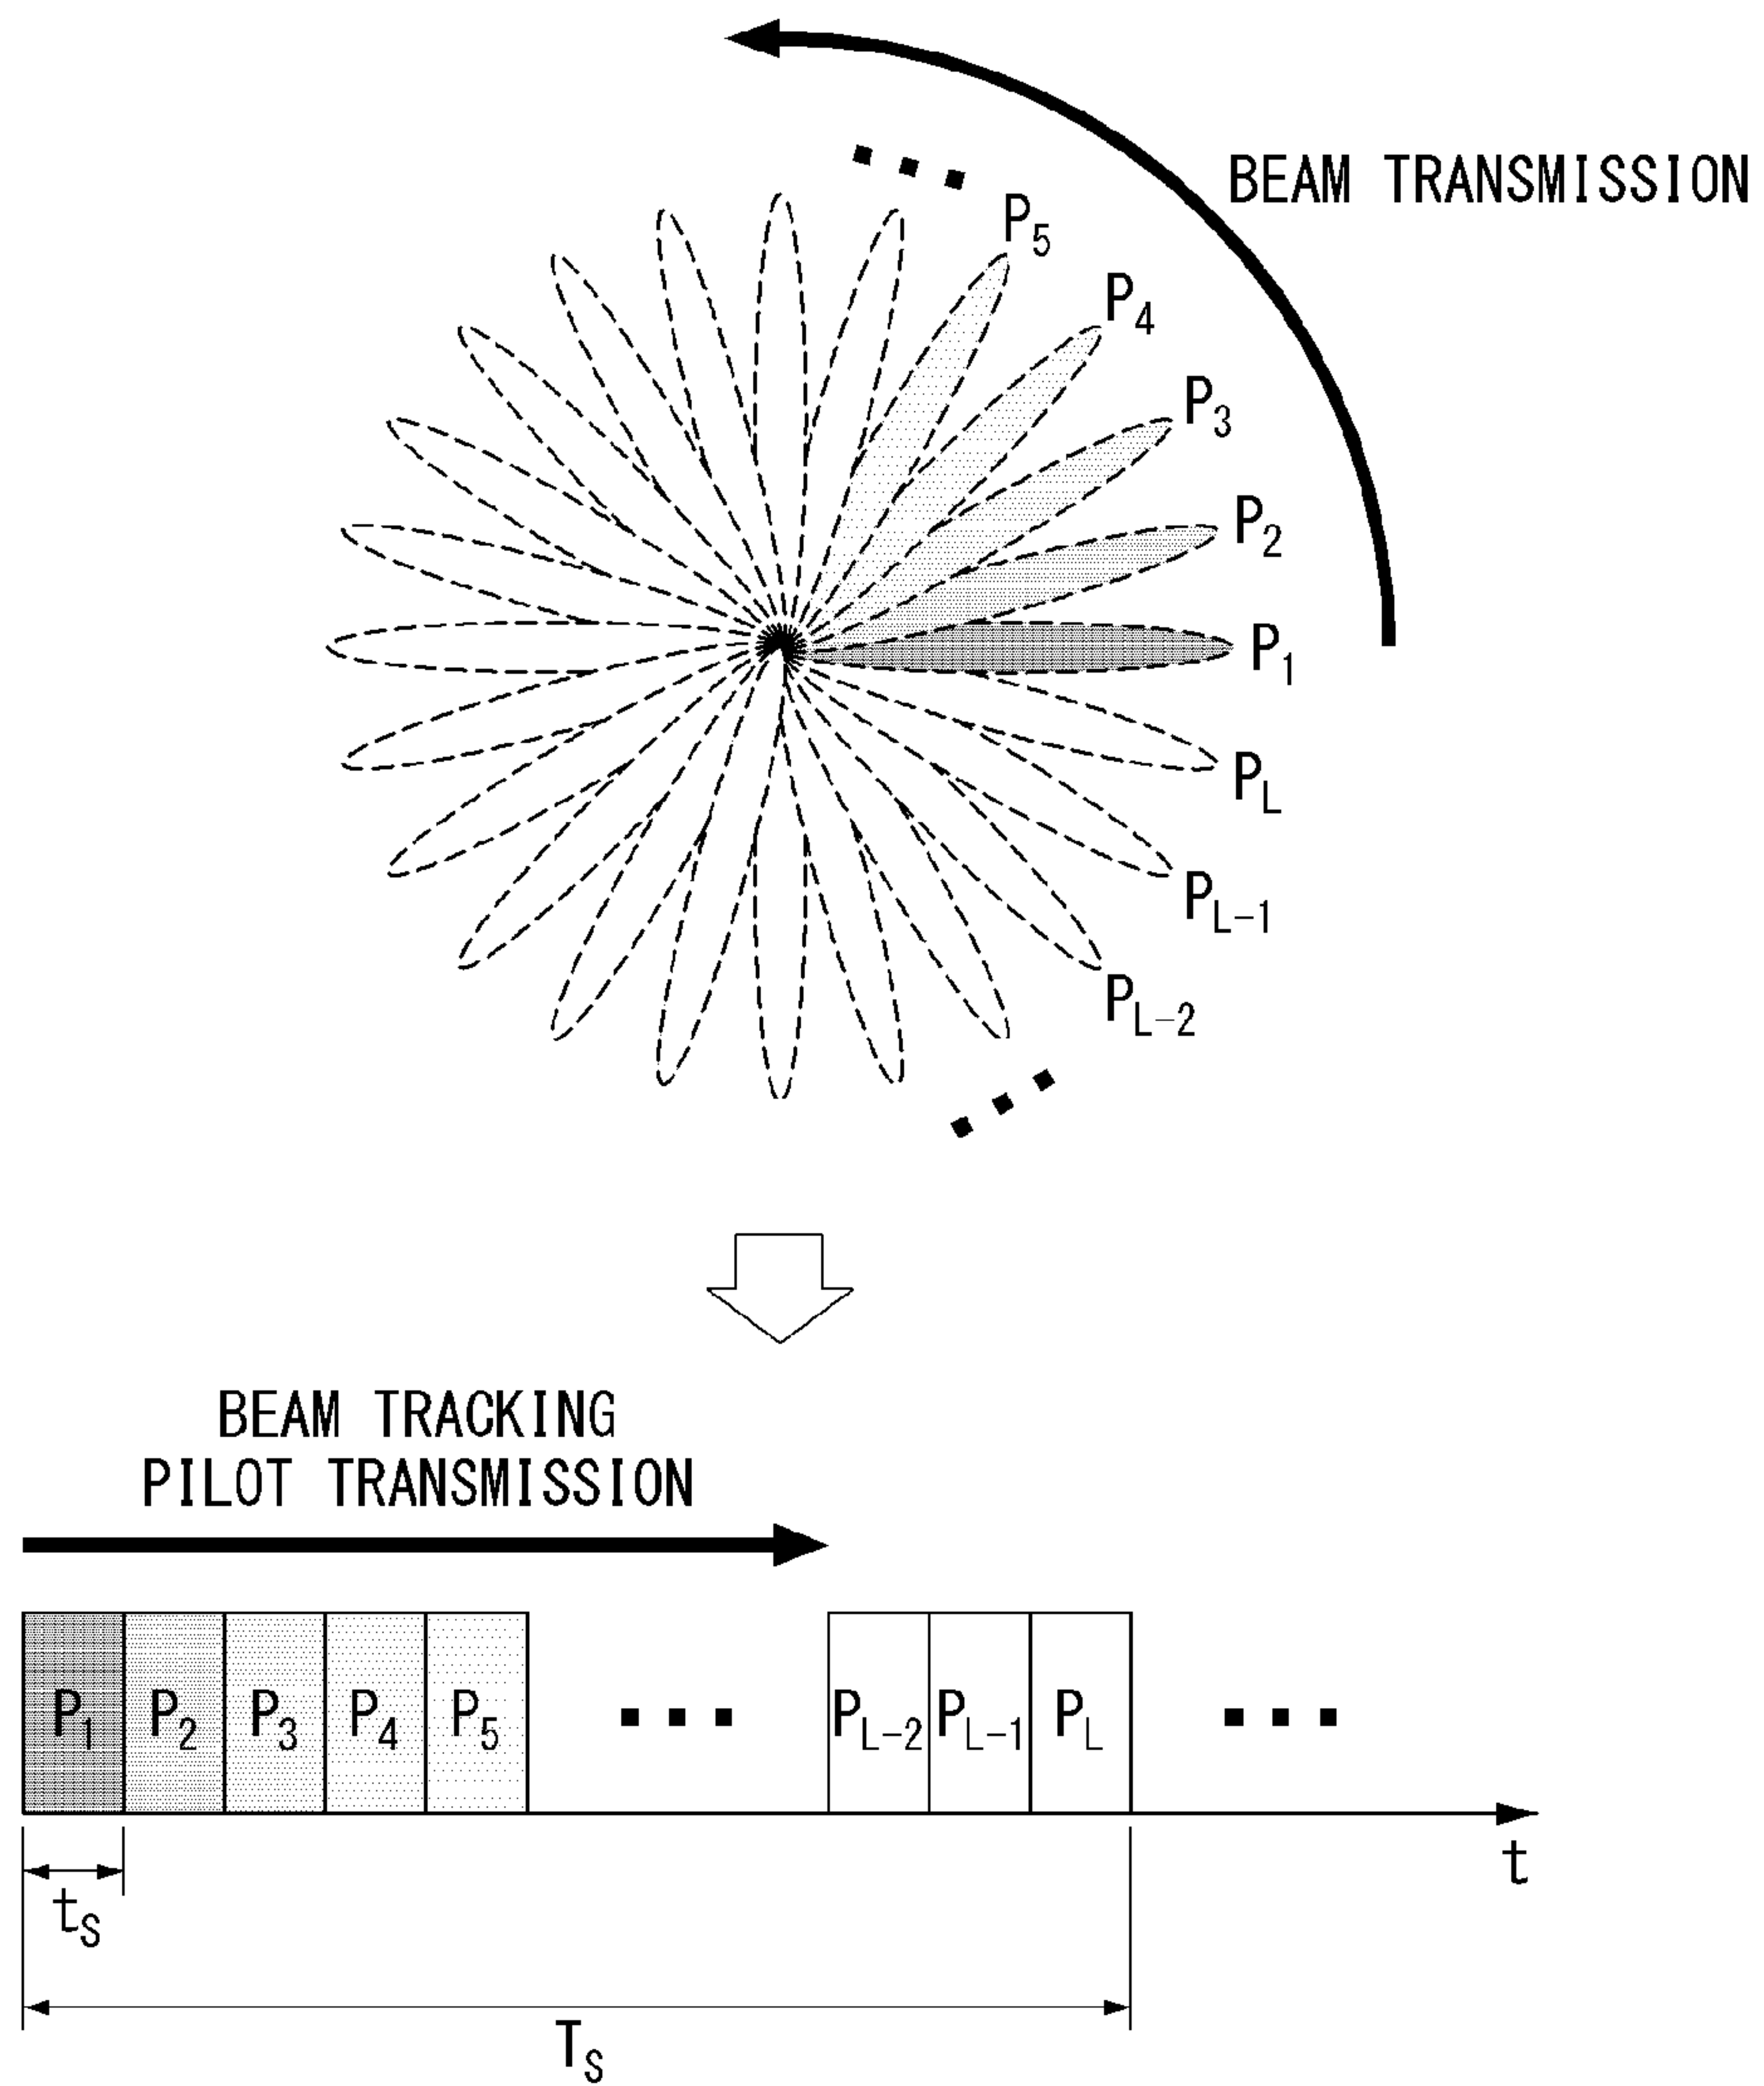 BEAM TRANSMISSION
P5
P4
P3
P2
P1
PL
PL-1
PL-2
BEAM TRACKING
PILOT TRANSMISSION
P1 P2 P3 P4 P5 ... PL-2 PL-1 PL ...
t
tS
TS